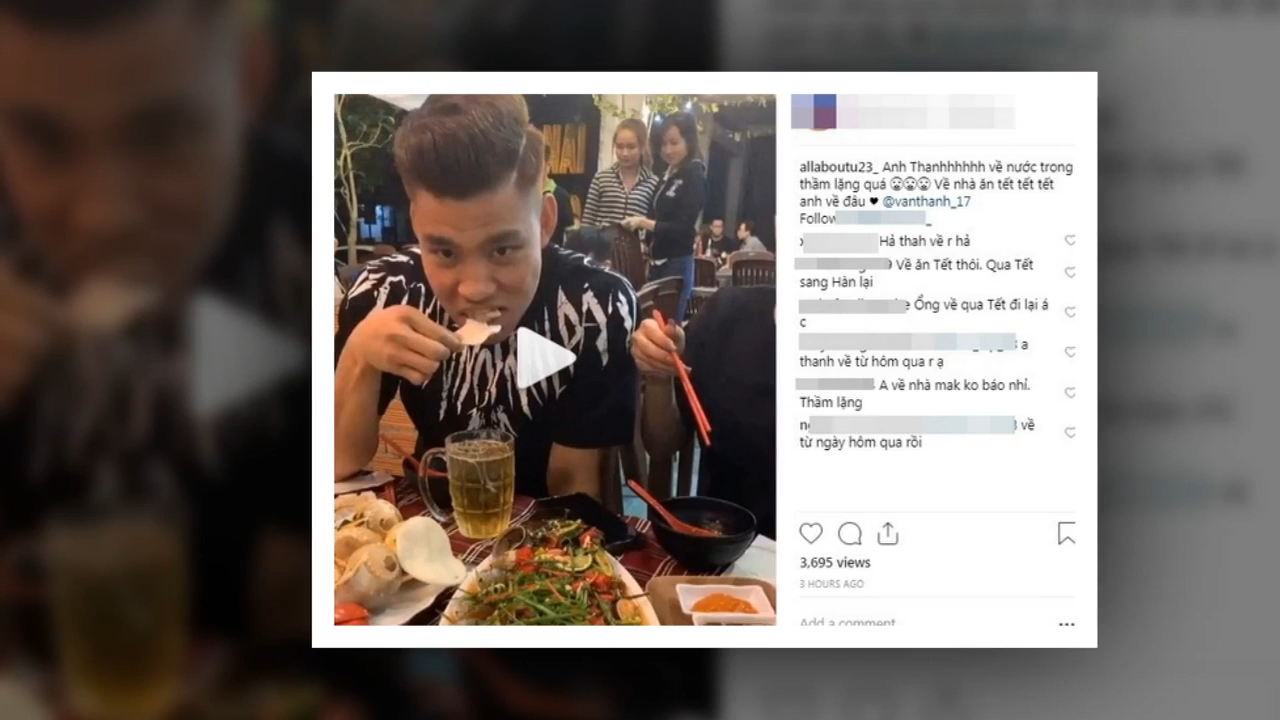 NAI
allaboutu23_ Anh Thanhhhhhh về nước trong
thầm lặng quá 😮😮😮 Về nhà ăn tết tết tết
anh về đâu ♥ @vanthanh_17
Follow
Hả thah về r hả
Về ăn Tết thôi. Qua Tết
sang Hàn lại
Ổng về qua Tết đi lại á
c
a
thanh về từ hôm qua r ạ
A về nhà mak ko báo nhỉ.
Thầm lặng
về
từ ngày hôm qua rồi
3,695 views
3 HOURS AGO
Add a comment